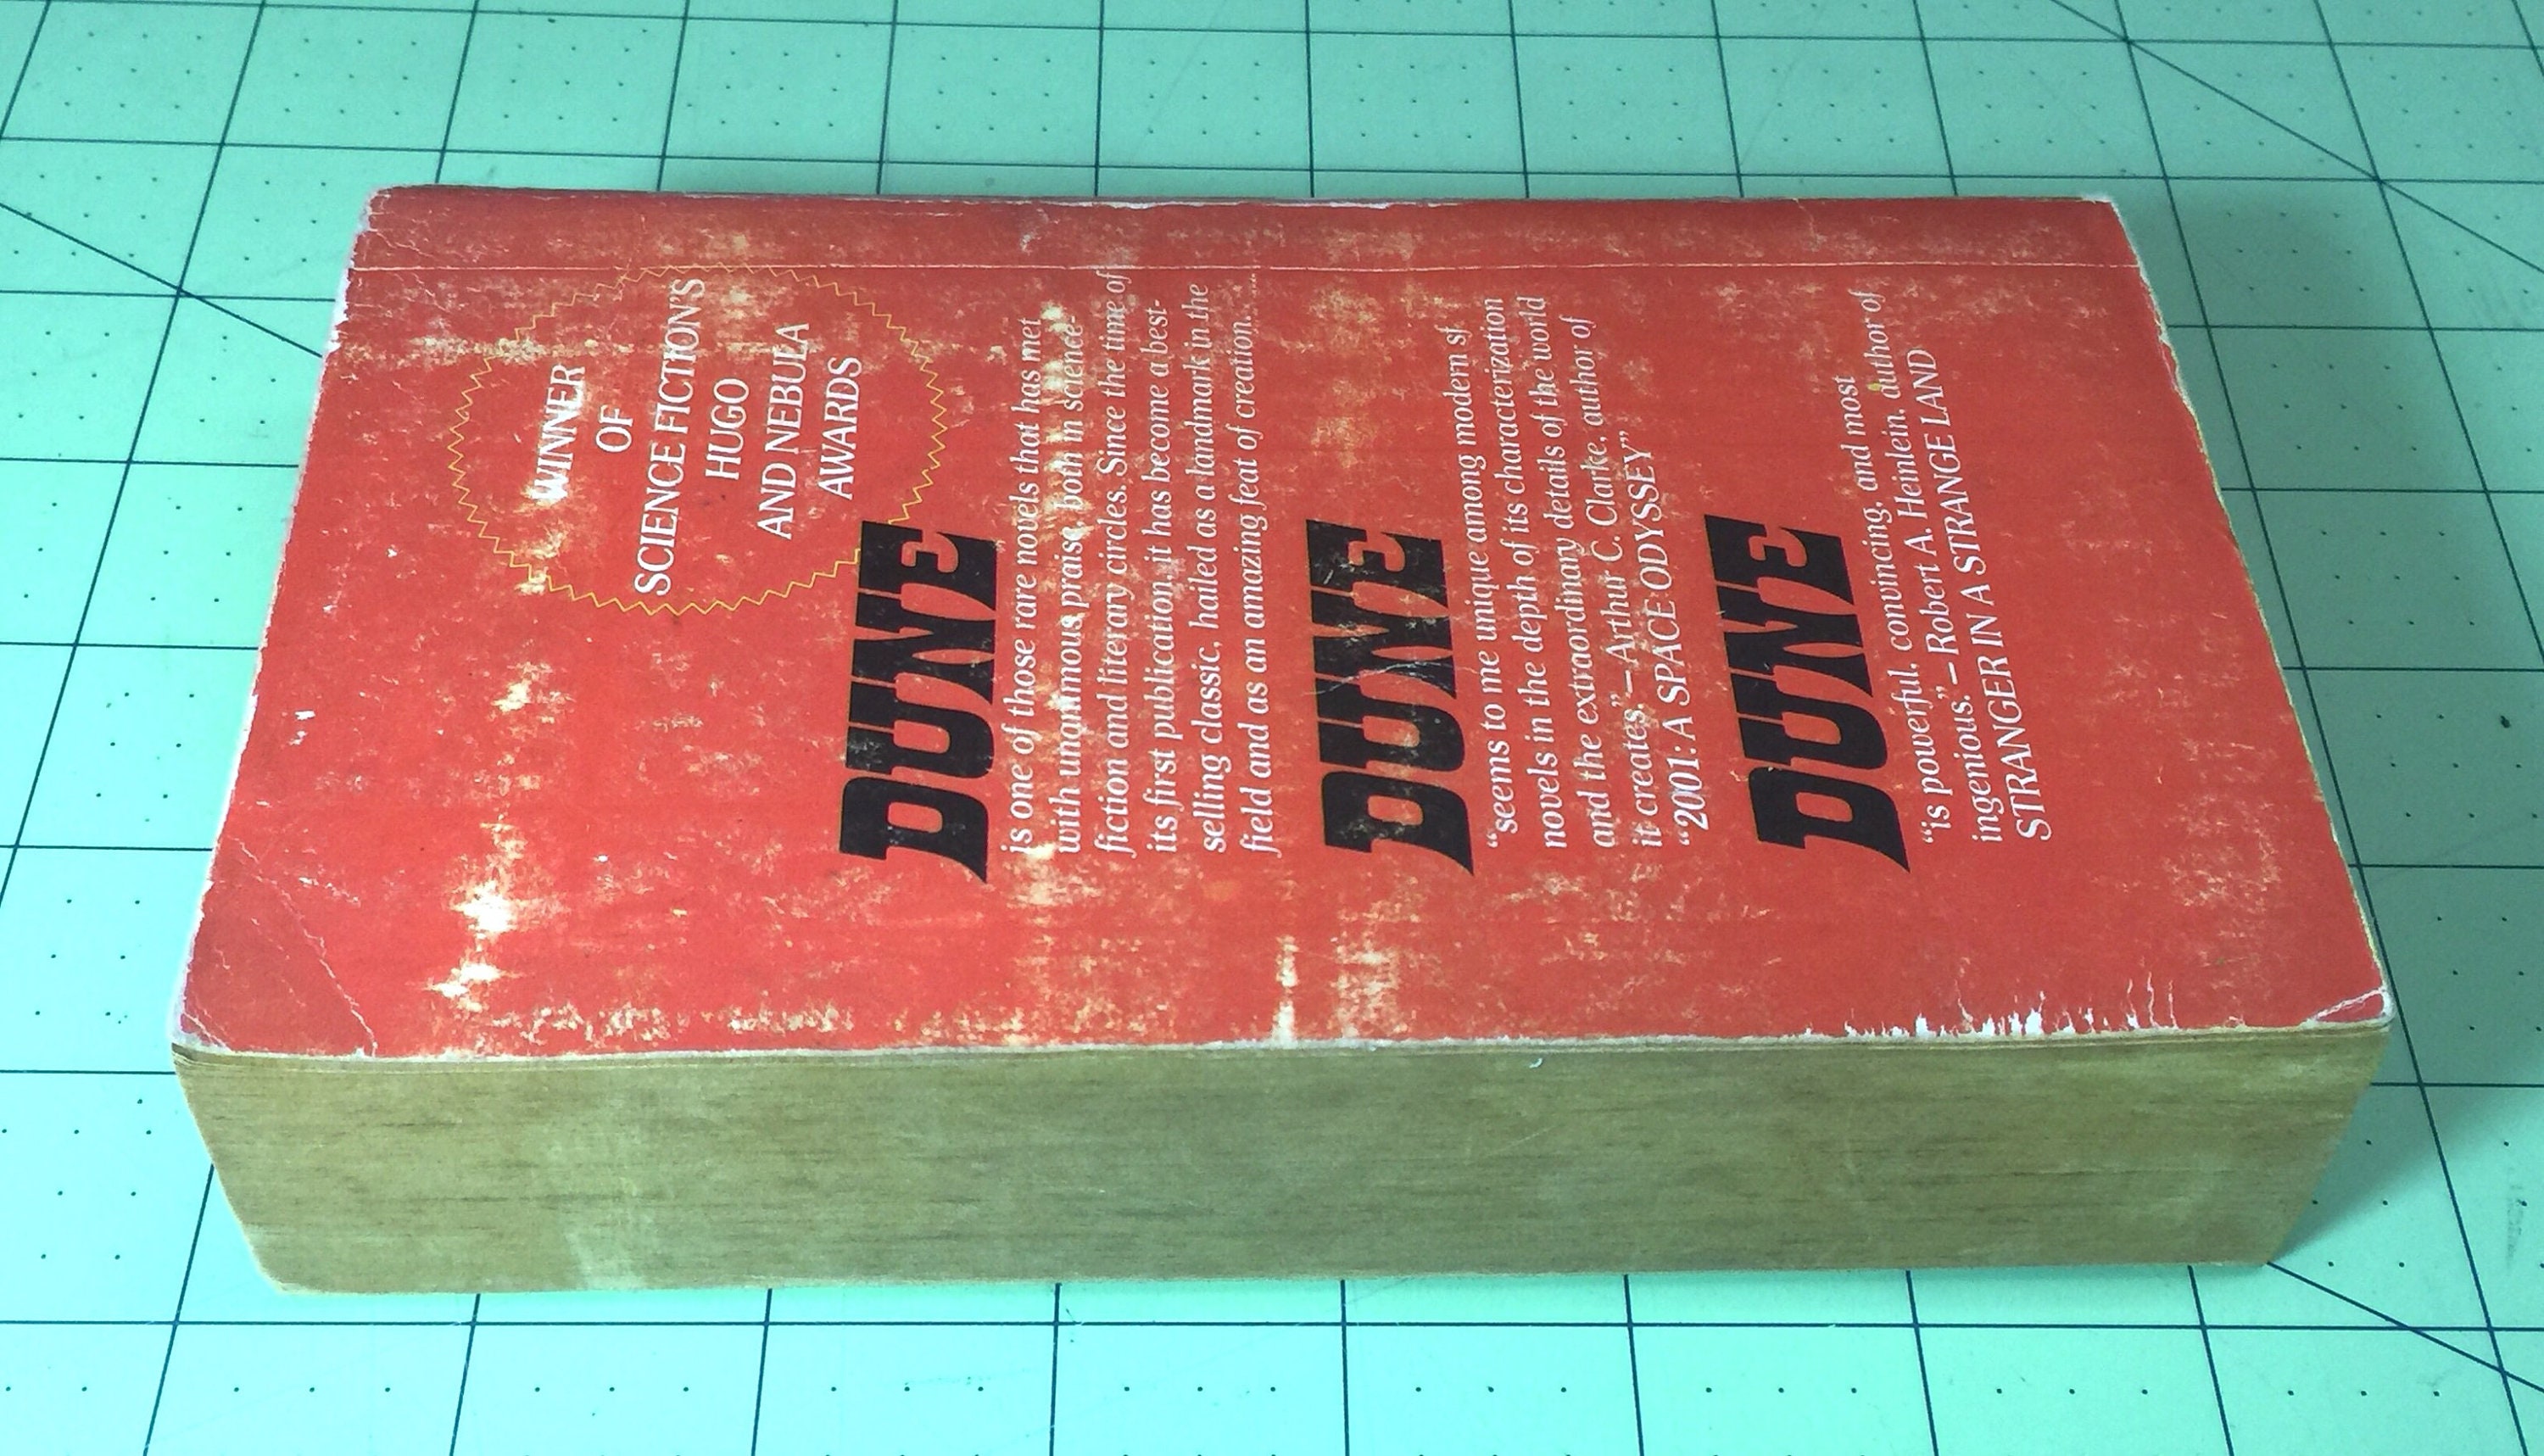 WINNER
OF
SCIENCE FICTION'S
HUGO
AND NEBULA
AWARDS
DUNE
is one of those rare novels that has met
with unanimous praise both in science-
fiction and literary circles. Since the time of
its first publication, it has become a best-
selling classic, hailed as a landmark in the
field and as an amazing feat of creation....
DUNE
“seems to me unique among modern sf
novels in the depth of its characterization
and the extraordinary details of the world
it creates.”—Arthur C. Clarke, author of
“2001: A SPACE ODYSSEY”
DUNE
“is powerful, convincing, and most
ingenious.”—Robert A. Heinlein, author of
STRANGER IN A STRANGE LAND